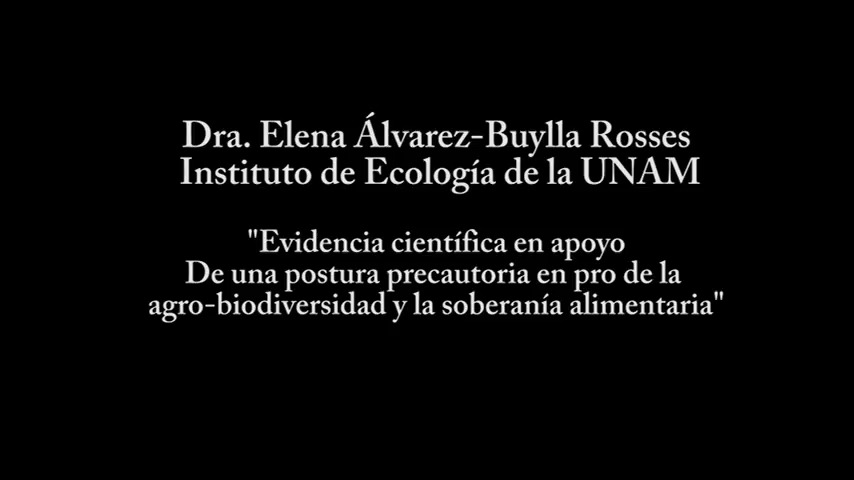 Dra. Elena Álvarez-Buylla Rosses
Instituto de Ecología de la UNAM
"Evidencia científica en apoyo
De una postura precautoria en pro de la
agro-biodiversidad y la soberanía alimentaria"